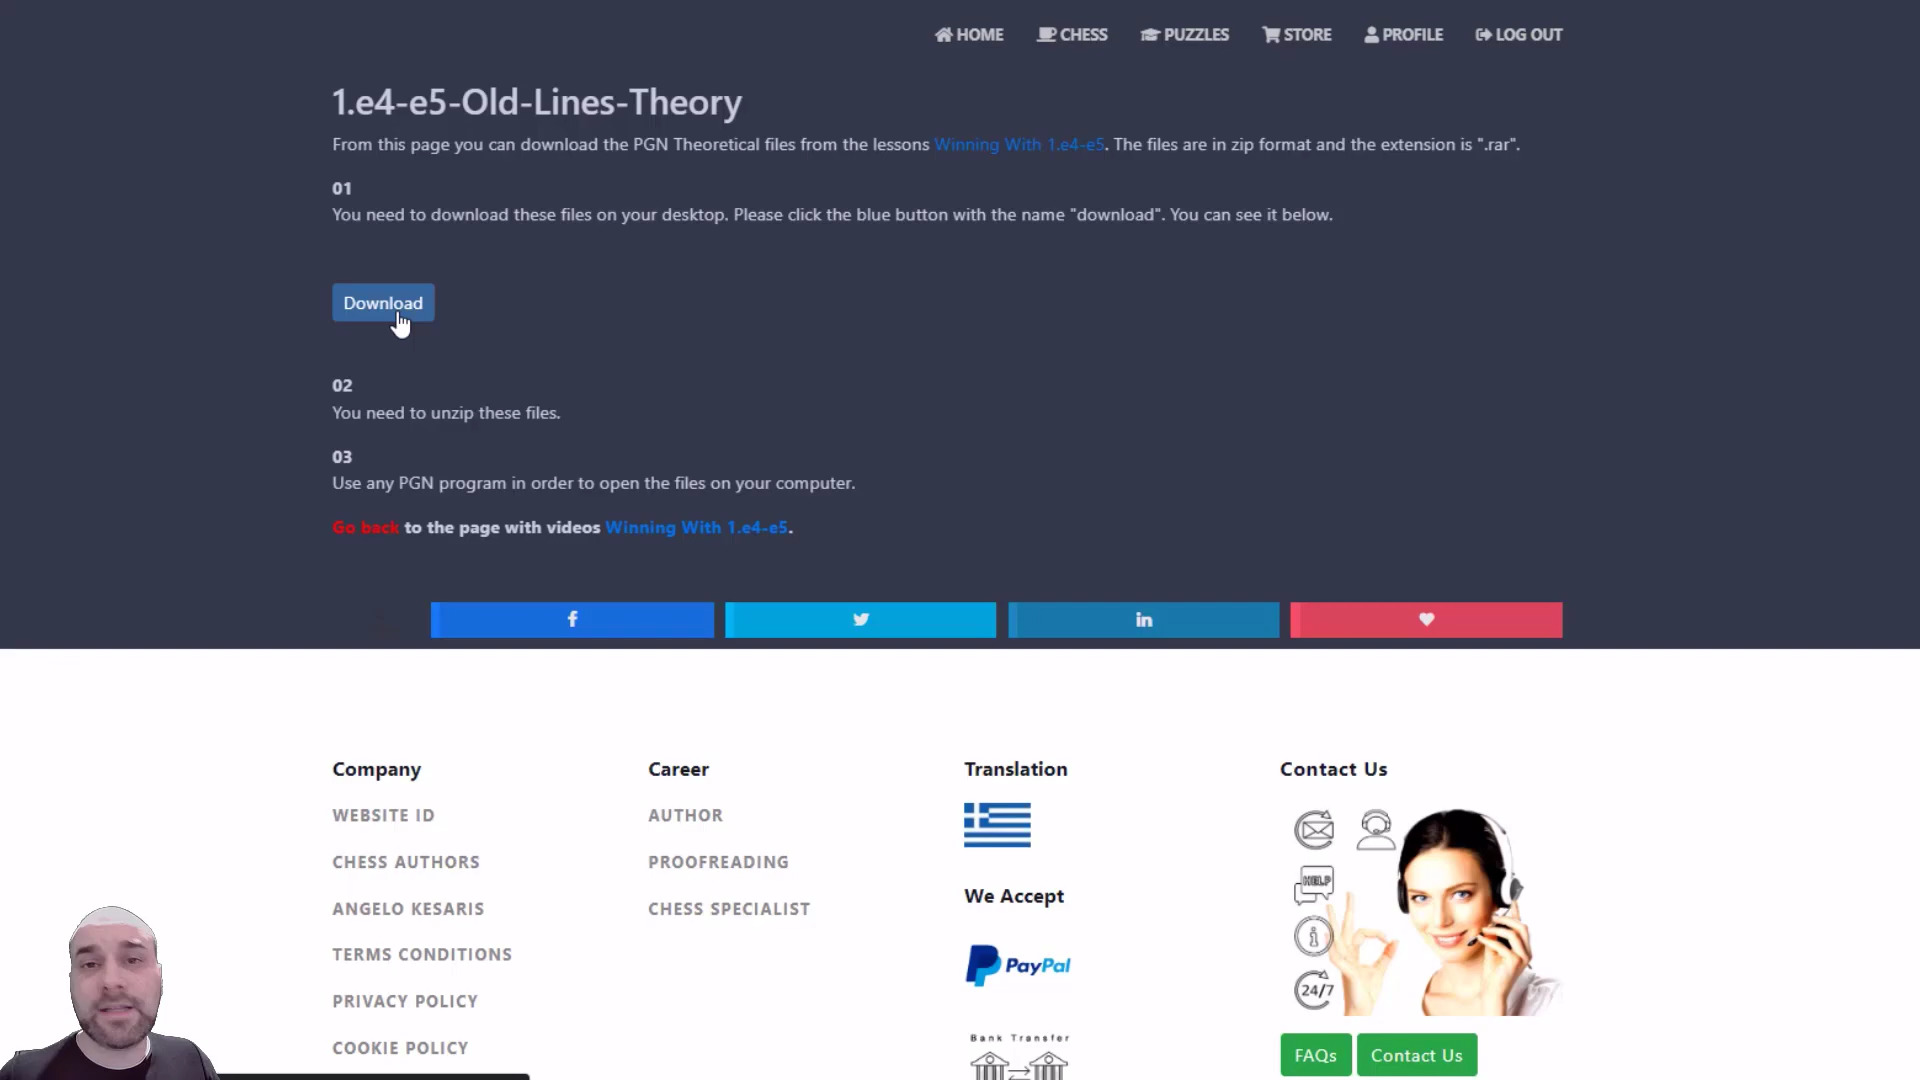 HOME CHESS PUZZLES STORE PROFILE LOG OUT
1.e4-e5-Old-Lines-Theory
From this page you can download the PGN Theoretical files from the lessons Winning With 1.e4-e5. The files are in zip format and the extension is ".rar".
01
You need to download these files on your desktop. Please click the blue button with the name "download". You can see it below.
Download
02
You need to unzip these files.
03
Use any PGN program in order to open the files on your computer.
Go back to the page with videos Winning With 1.e4-e5.
Company
WEBSITE ID
CHESS AUTHORS
ANGELO KESARIS
TERMS CONDITIONS
PRIVACY POLICY
COOKIE POLICY
Career
AUTHOR
PROOFREADING
CHESS SPECIALIST
Translation
We Accept
PayPal
Bank Transfer
Contact Us
HELP
i
24/7
FAQs
Contact Us